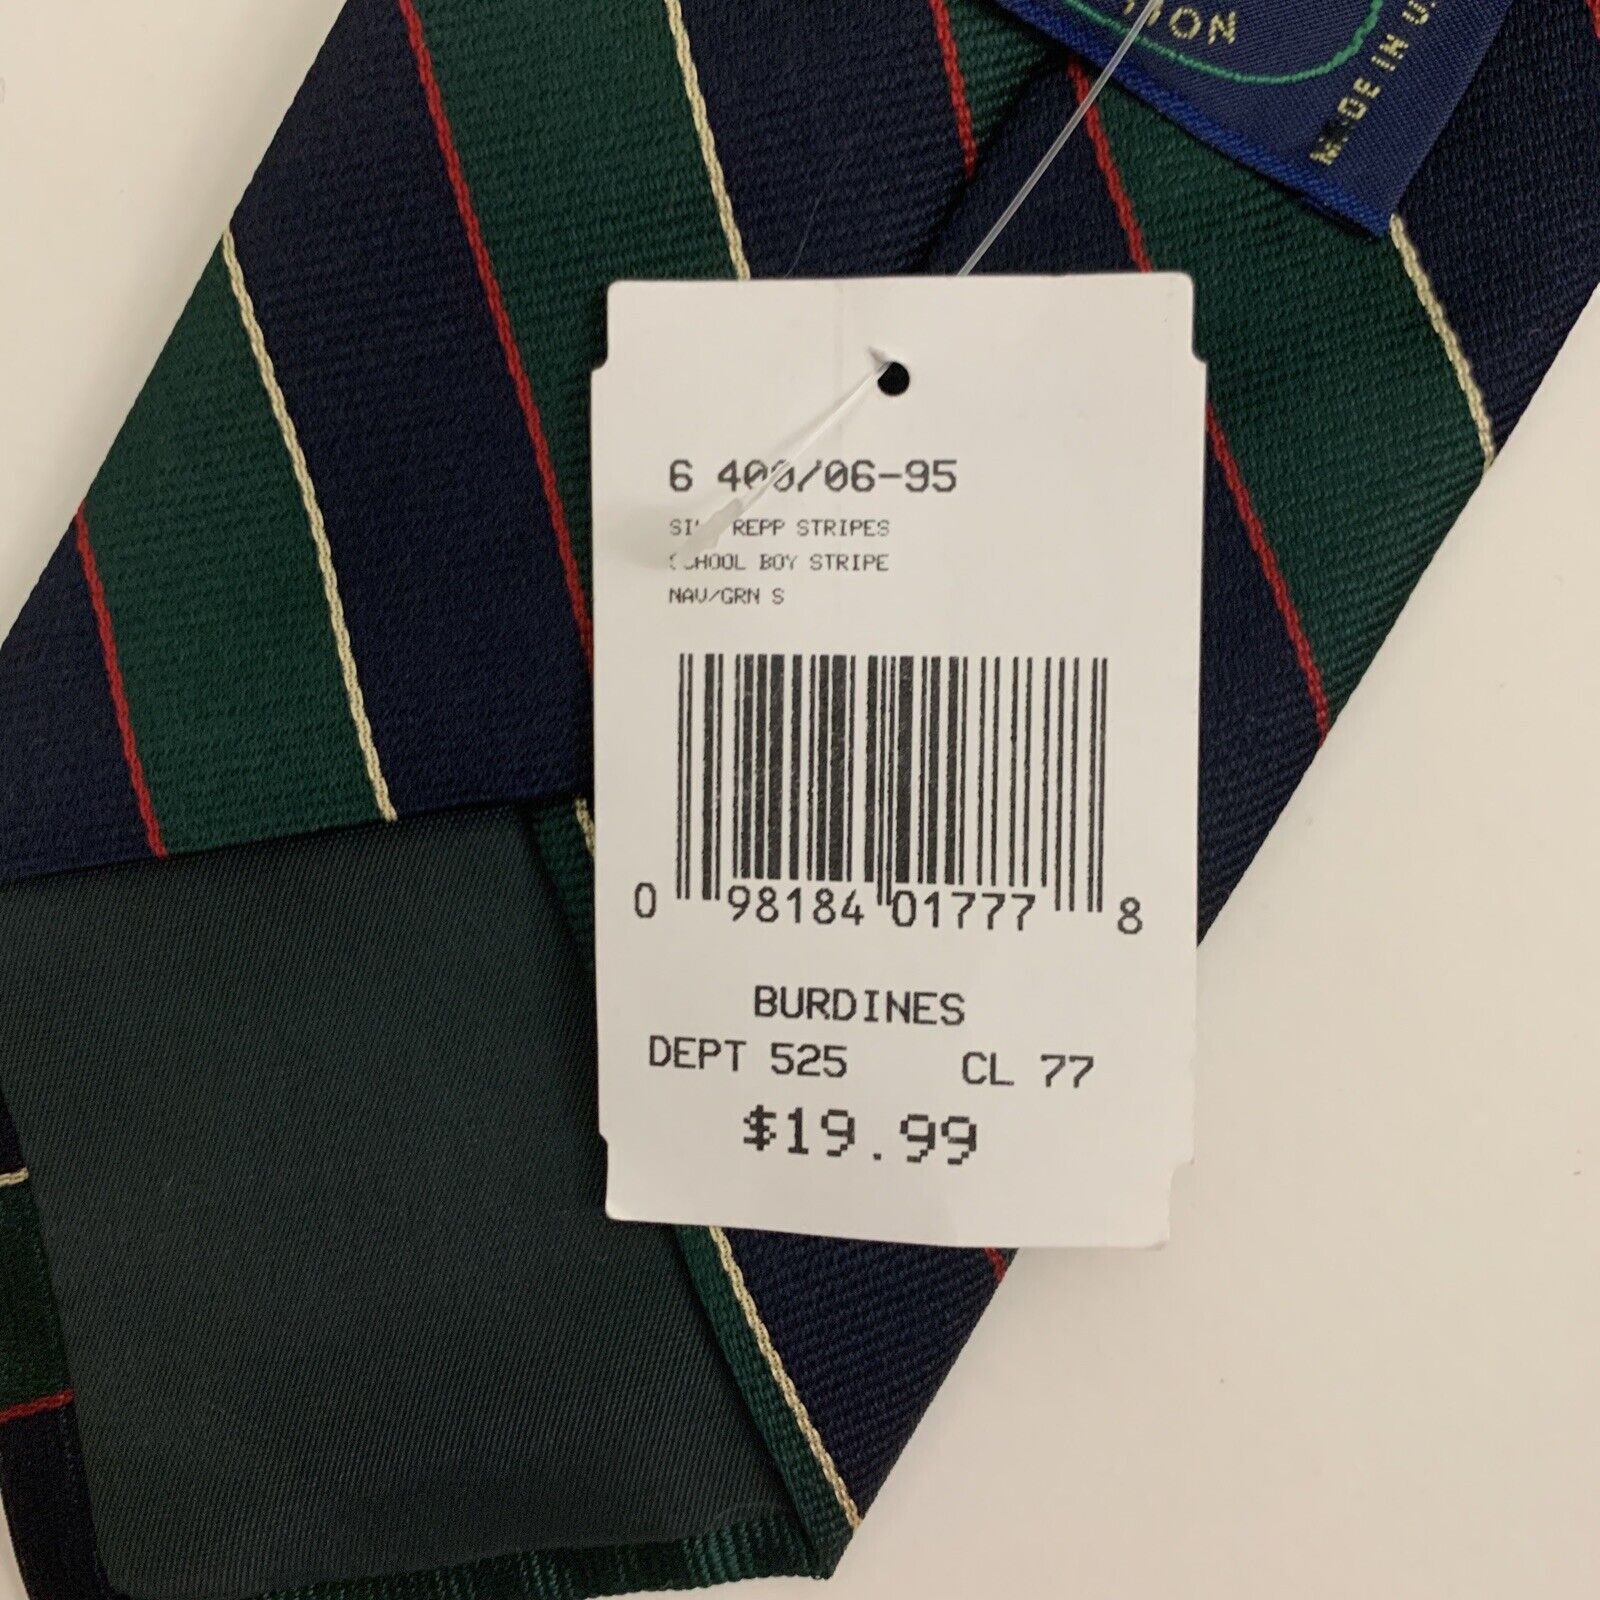 MADE IN
6 400/06-95
REPP STRIPES
SCHOOL BOY STRIPE
NAV/GRN S
0 98184 01777 8
BURDINES
DEPT 525 CL 77
$19.99